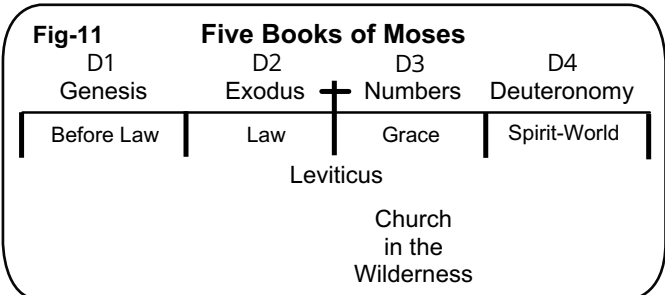 Fig-11 Five Books of Moses
D1 D2 D3 D4
Genesis Exodus Numbers Deuteronomy
Before Law Law Grace Spirit-World
Leviticus
Church
in the
Wilderness